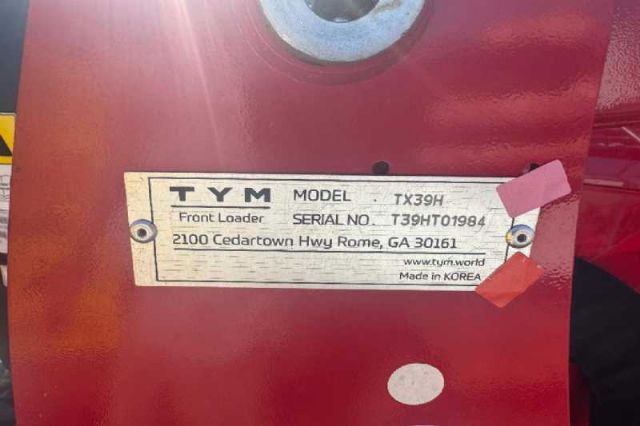 TYM MODEL . TX39H
Front Loader SERIAL NO. T39HT01984
2100 Cedartown Hwy Rome, GA 30161
www.tym.world
Made in KOREA